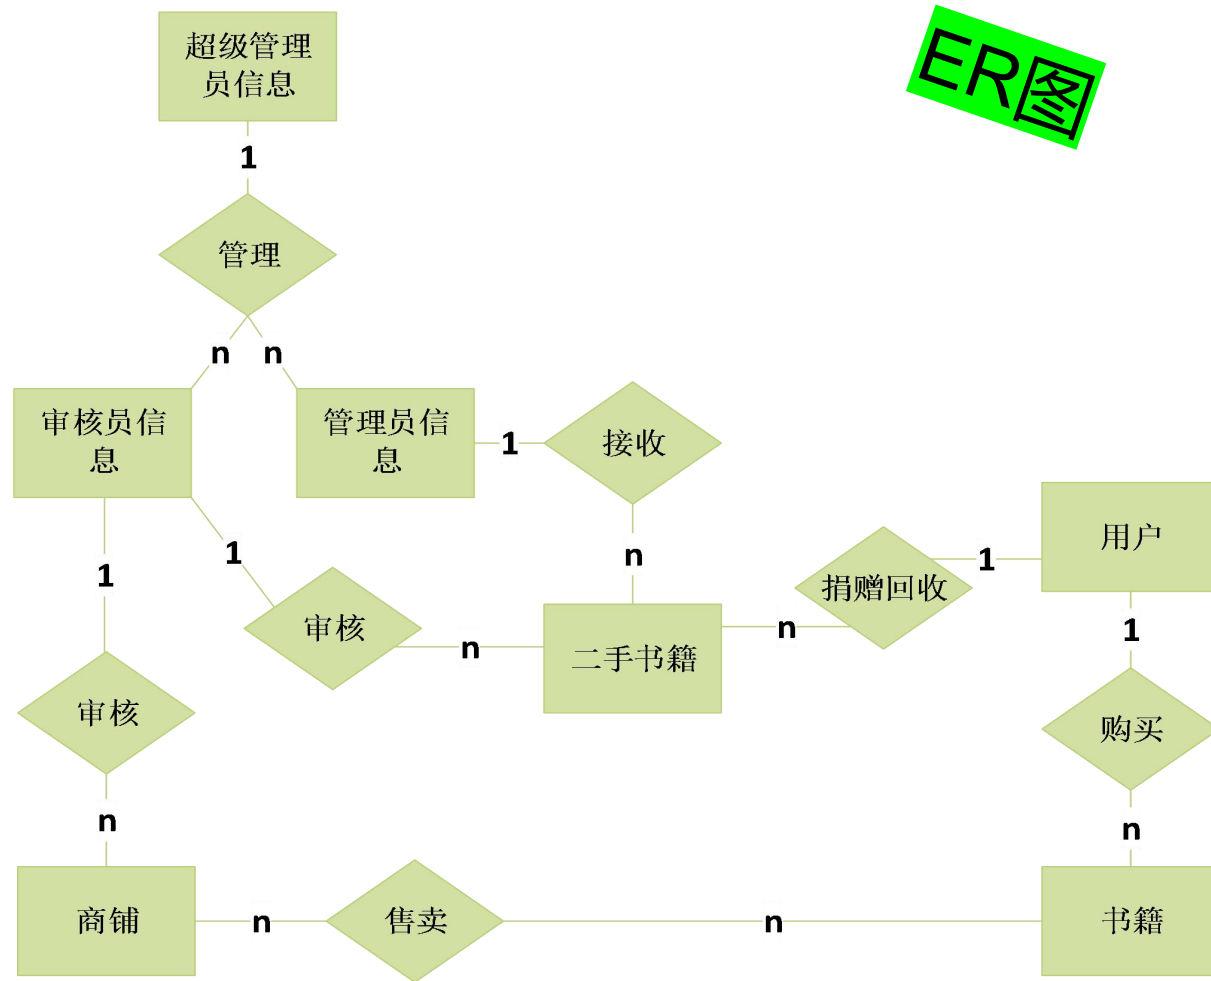 超级管理
员信息
ER图
1
管理
n
n
审核员信
息
管理员信
息
1
接收
n
用户
1
捐赠回收
n
1
1
审核
n
二手书籍
1
购买
审核
n
n
商铺
n
售卖
n
书籍